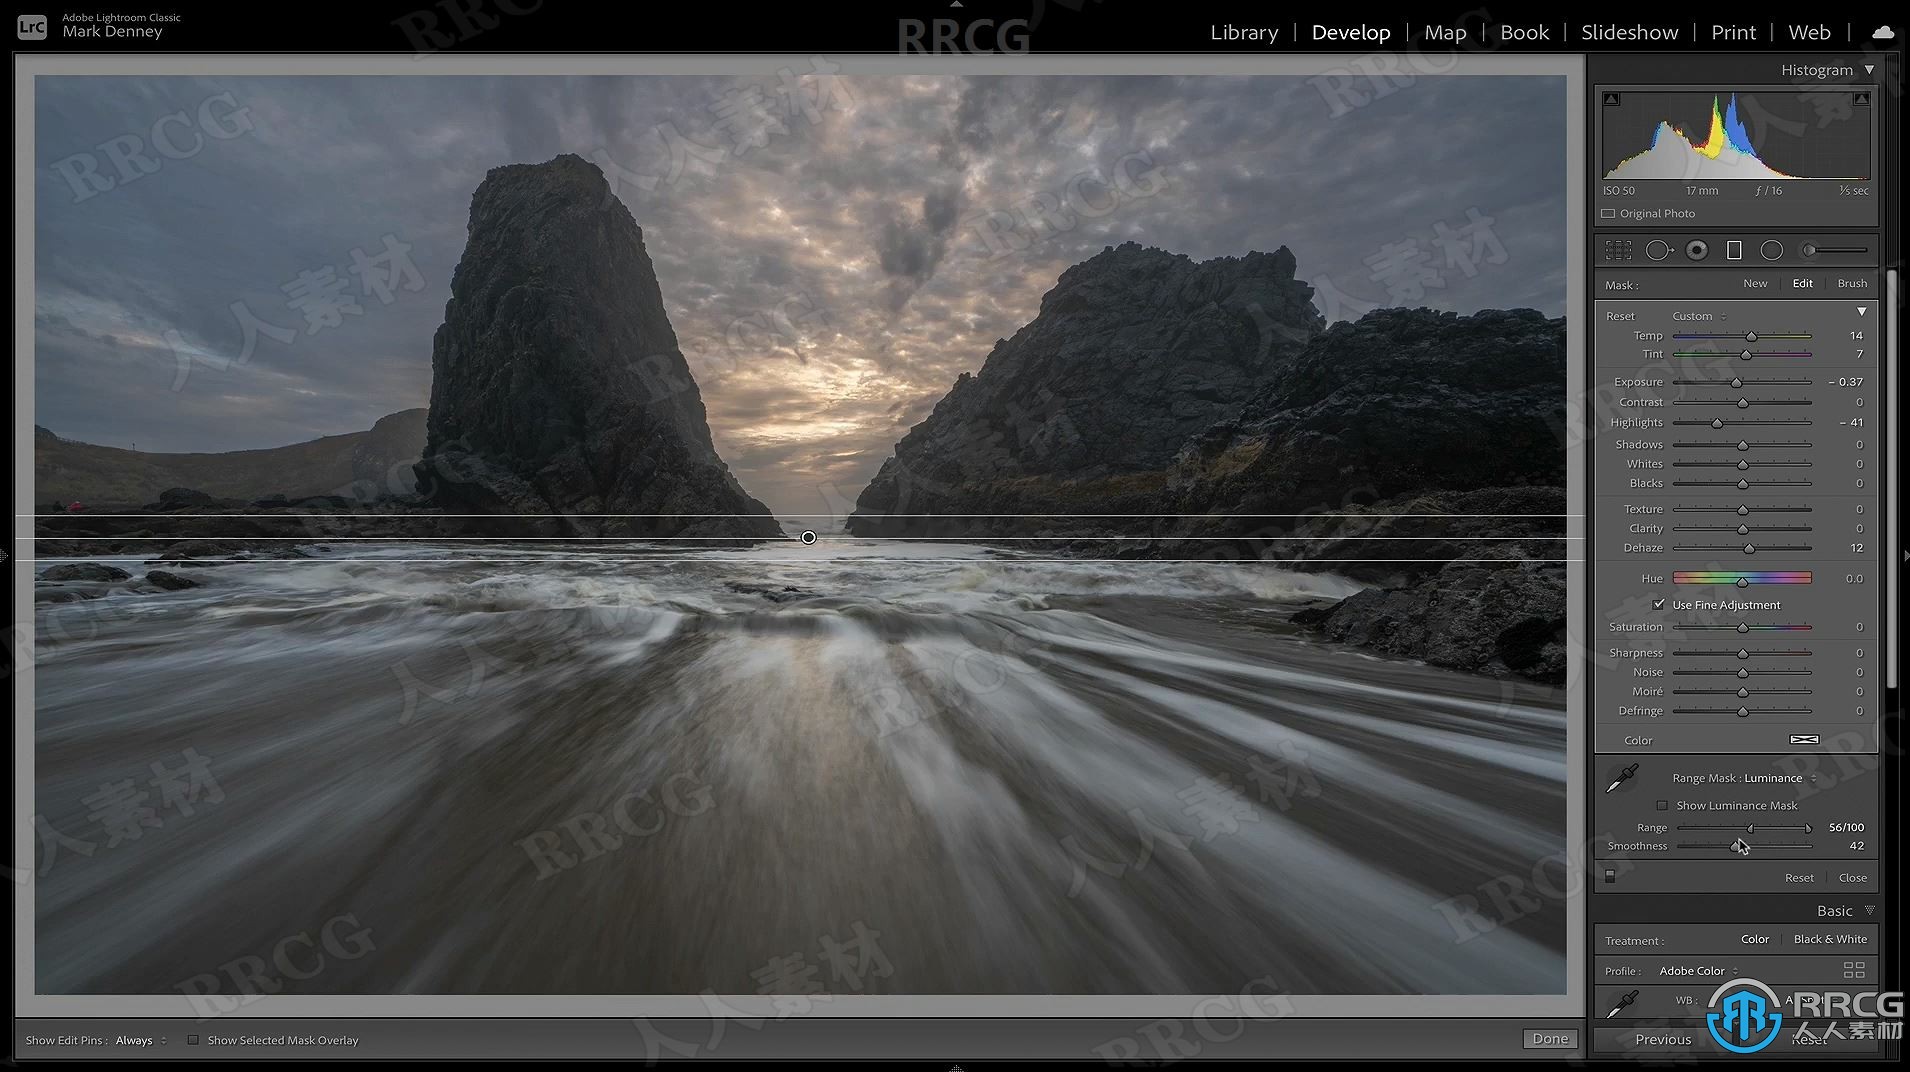 LrC
Adobe Lightroom Classic
Mark Denney
RRCG
Library | Develop | Map | Book | Slideshow | Print | Web |
Histogram
ISO 50 17 mm ƒ / 16 ⅕ sec
Original Photo
Mask : New Edit Brush
Reset Custom
Temp 14
Tint 7
Exposure – 0.37
Contrast 0
Highlights – 41
Shadows 0
Whites 0
Blacks 0
Texture 0
Clarity 0
Dehaze 12
Hue 0.0
Use Fine Adjustment
Saturation 0
Sharpness 0
Noise 0
Moiré 0
Defringe 0
Color
Range Mask : Luminance
Show Luminance Mask
Range 56/100
Smoothness 42
Reset Close
Basic
Treatment : Color Black & White
Profile : Adobe Color
WB :
Previous Reset
Show Edit Pins : Always Show Selected Mask Overlay Done
RRCG
人人素材